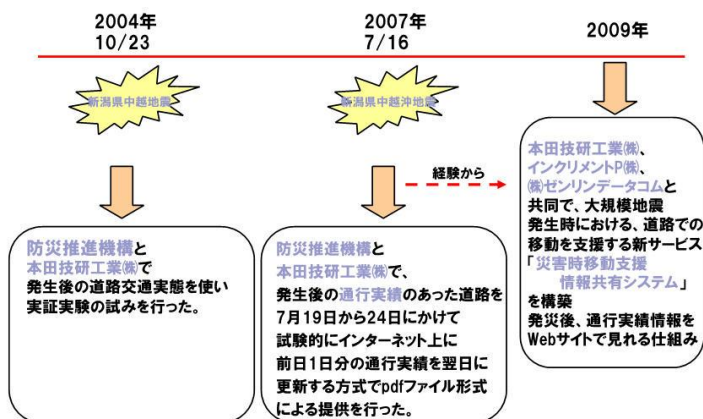 2004年
10/23
2007年
7/16
2009年
新潟県中越地震
新潟県中越沖地震
経験から
防災推進機構と
本田技研工業㈱で
発生後の道路交通実態を使い
実証実験の試みを行った。
防災推進機構と
本田技研工業㈱で、
発生後の通行実績のあった道路を
7月19日から24日にかけて
試験的にインターネット上に
前日1日分の通行実績を翌日に
更新する方式でpdfファイル形式
による提供を行った。
本田技研工業㈱、
インクリメントP㈱、
㈱ゼンリンデータコムと
共同で、大規模地震
発生時における、道路での
移動を支援する新サービス
「災害時移動支援
情報共有システム」
を構築
発災後、通行実績情報を
Webサイトで見れる仕組み